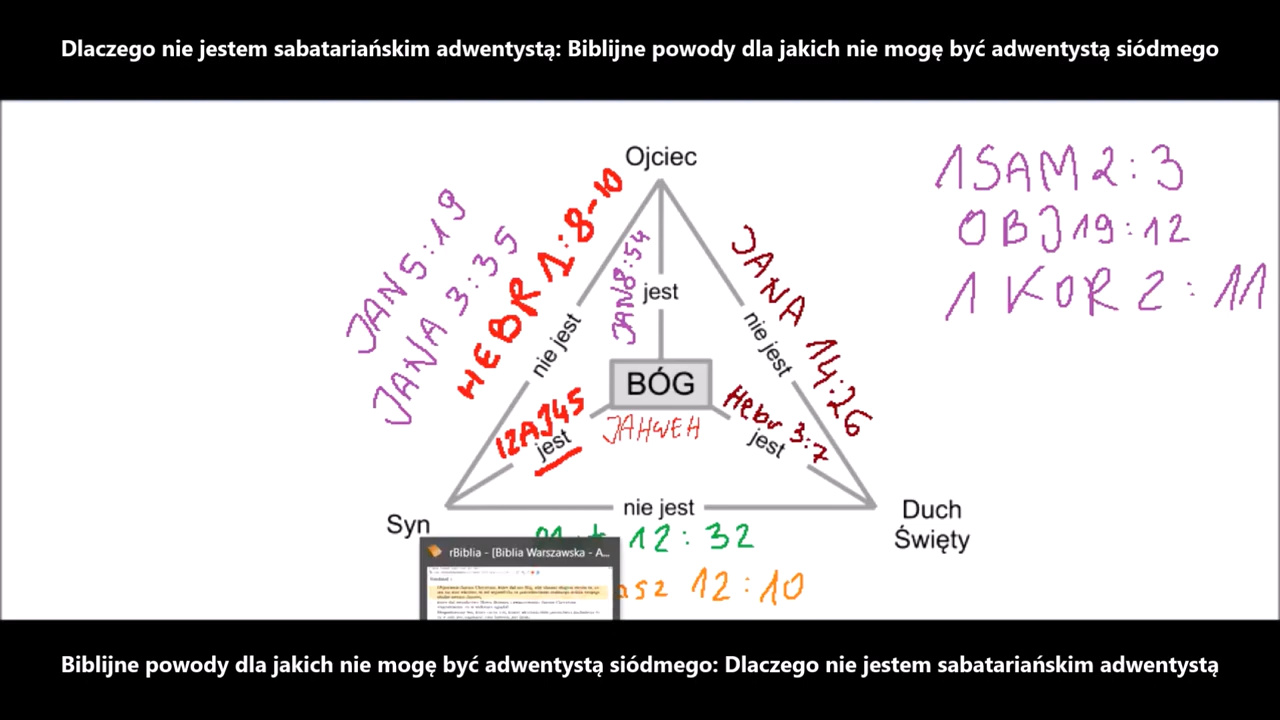 Dlaczego nie jestem sabatariańskim adwentystą: Biblijne powody dla jakich nie mogę być adwentystą siódmego
Ojciec
1SAM 2:3
OBJ 19:12
1 KOR 2:11
JAN 5:19
JANA 3:35
HEBR 1:8-10
nie jest
JAN 8:54
jest
JANA 14:26
nie jest
BÓG
JAHWEH
IZAJ45
jest
Hebr 3:7
jest
Syn
nie jest
Duch
Święty
12:32
12:10
rBiblia - [Biblia Warszawska - A...
Biblijne powody dla jakich nie mogę być adwentystą siódmego: Dlaczego nie jestem sabatariańskim adwentystą